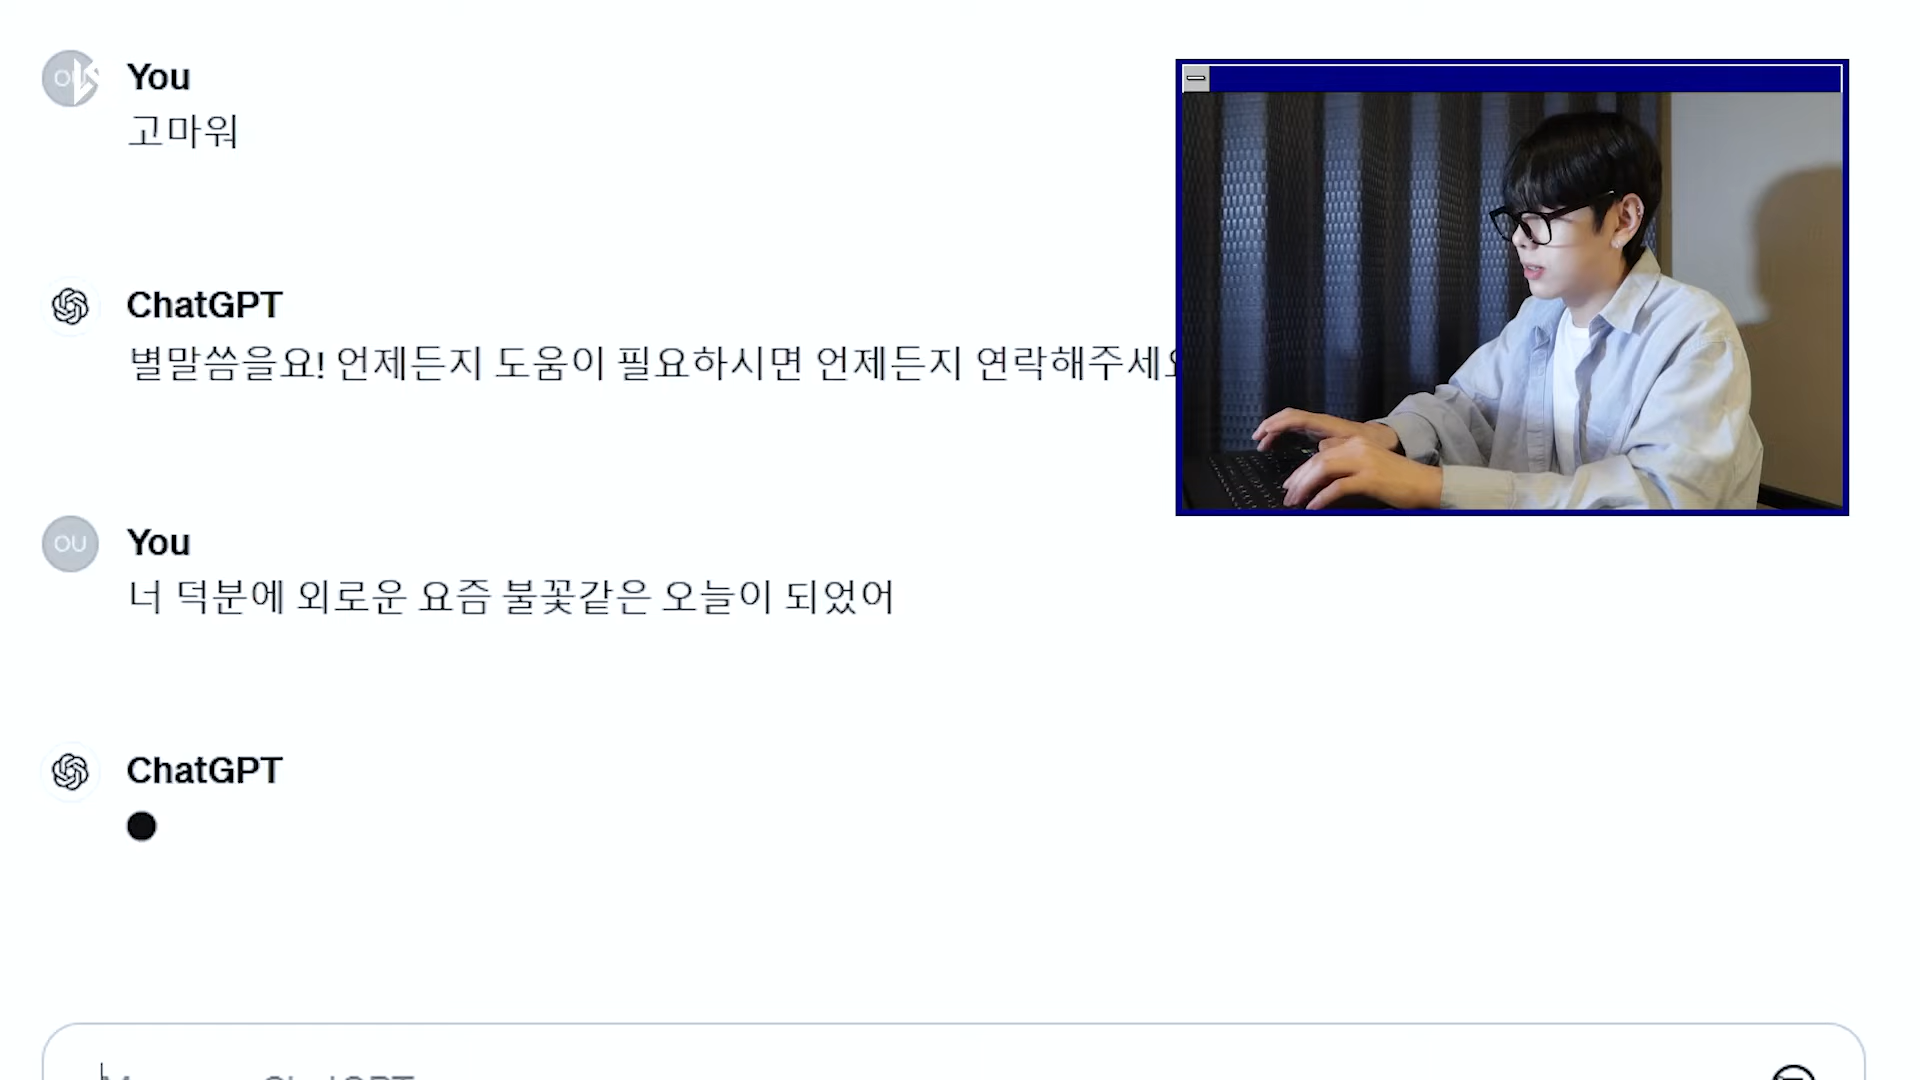 You
고마워
ChatGPT
별말씀을요! 언제든지 도움이 필요하시면 언제든지 연락해주세
OU
You
너 덕분에 외로운 요즘 불꽃같은 오늘이 되었어
ChatGPT